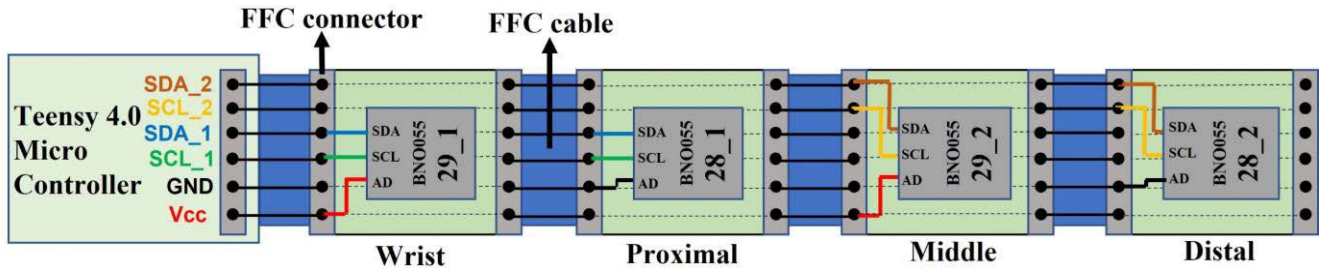 FFC connector
FFC cable
Teensy 4.0
Micro
Controller
SDA_2
SCL_2
SDA_1
SCL_1
GND
Vcc
SDA
SCL
AD
BNO055
29_1
SDA
SCL
AD
BNO055
28_1
SDA
SCL
AD
BNO055
29_2
SDA
SCL
AD
BNO055
28_2
Wrist
Proximal
Middle
Distal